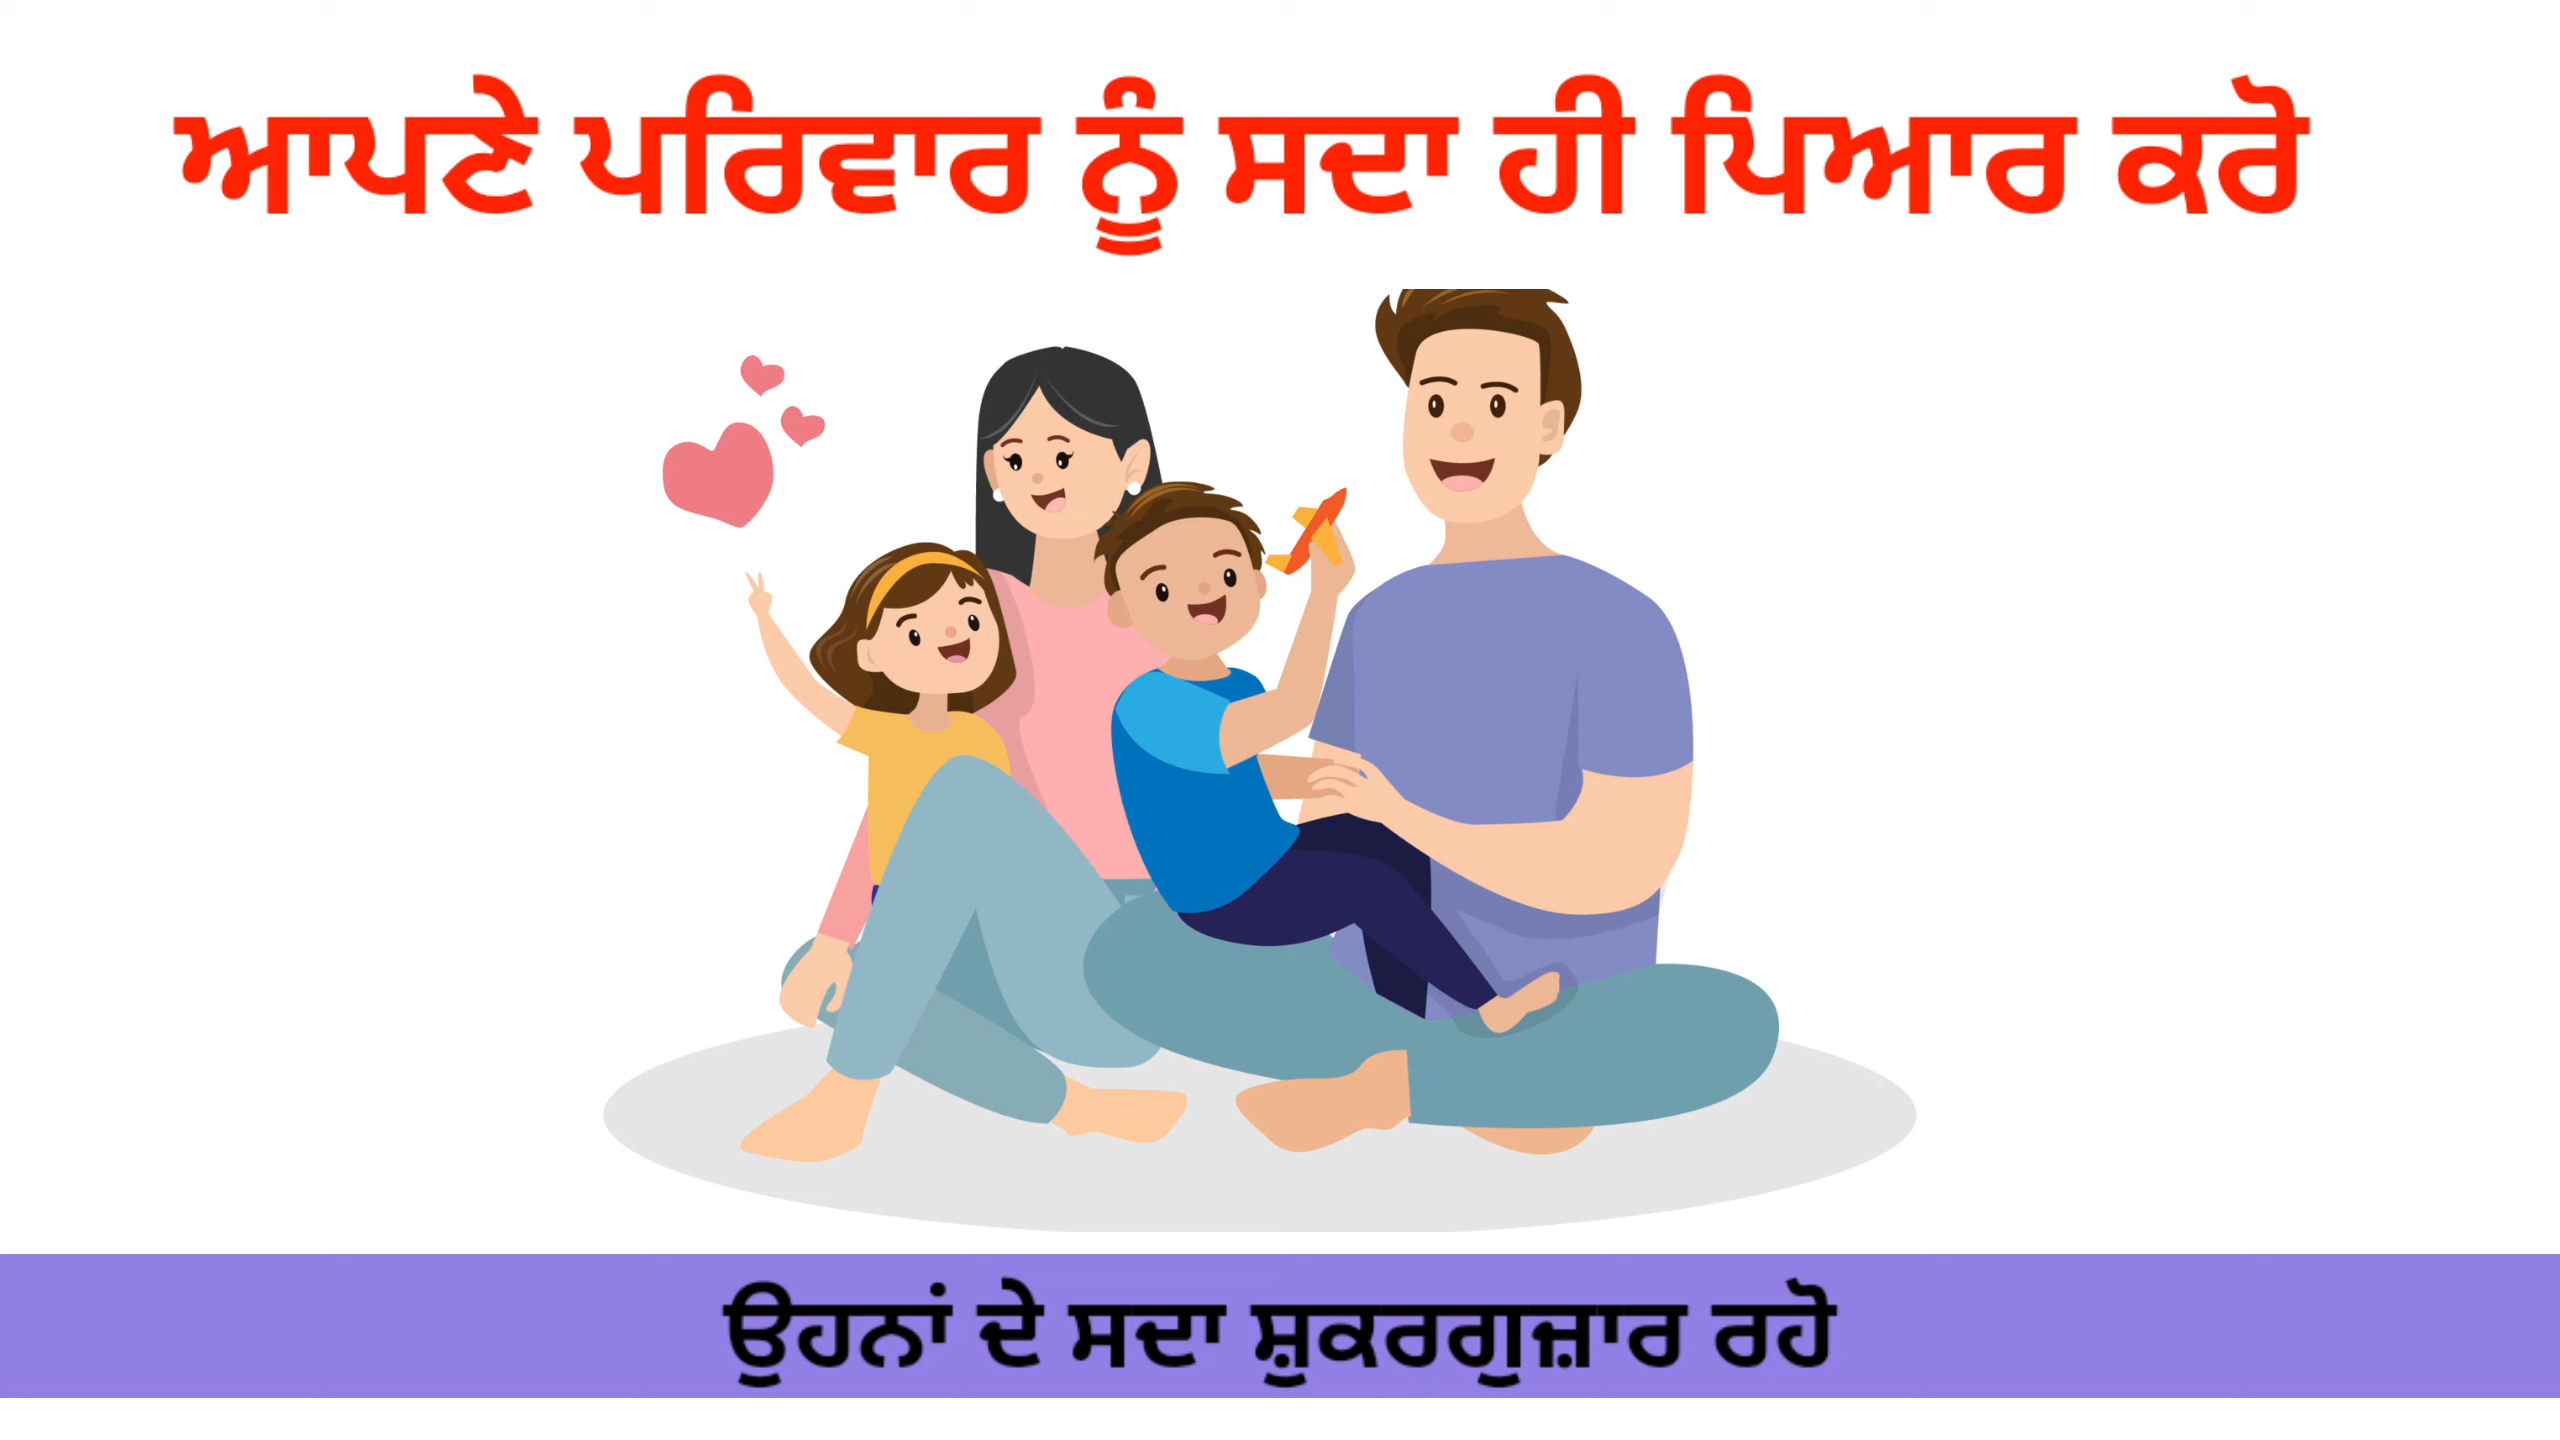 ਆਪਣੇ ਪਰਿਵਾਰ ਨੂੰ ਸਦਾ ਹੀ ਪਿਆਰ ਕਰੋ
ਉਹਨਾਂ ਦੇ ਸਦਾ ਸ਼ੁਕਰਗੁਜ਼ਾਰ ਰਹੋ